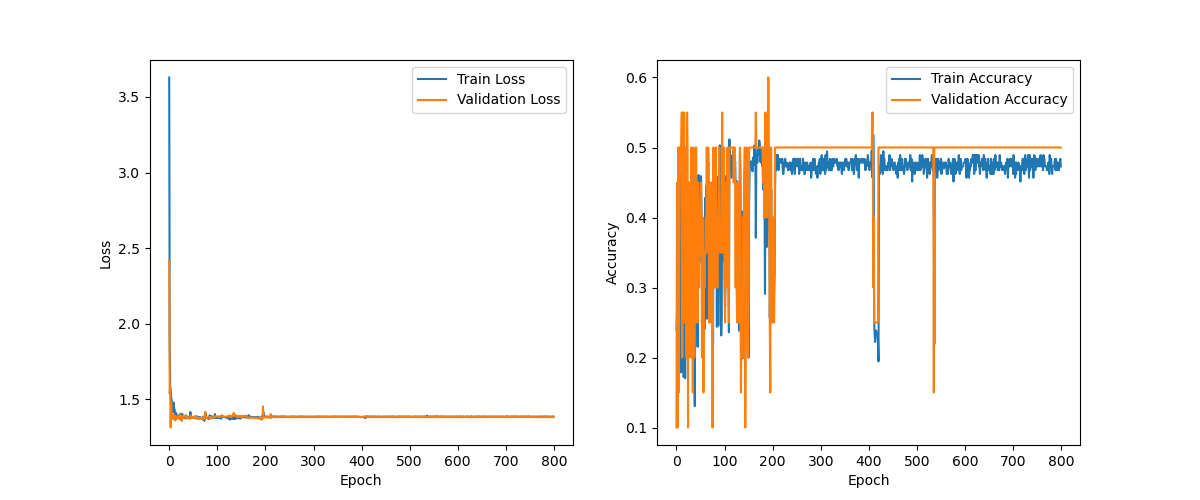 Train Loss
Validation Loss
3.5
3.0
2.5
2.0
1.5
Loss
0 100 200 300 400 500 600 700 800
Epoch
Train Accuracy
Validation Accuracy
0.6
0.5
0.4
0.3
0.2
0.1
Accuracy
0 100 200 300 400 500 600 700 800
Epoch